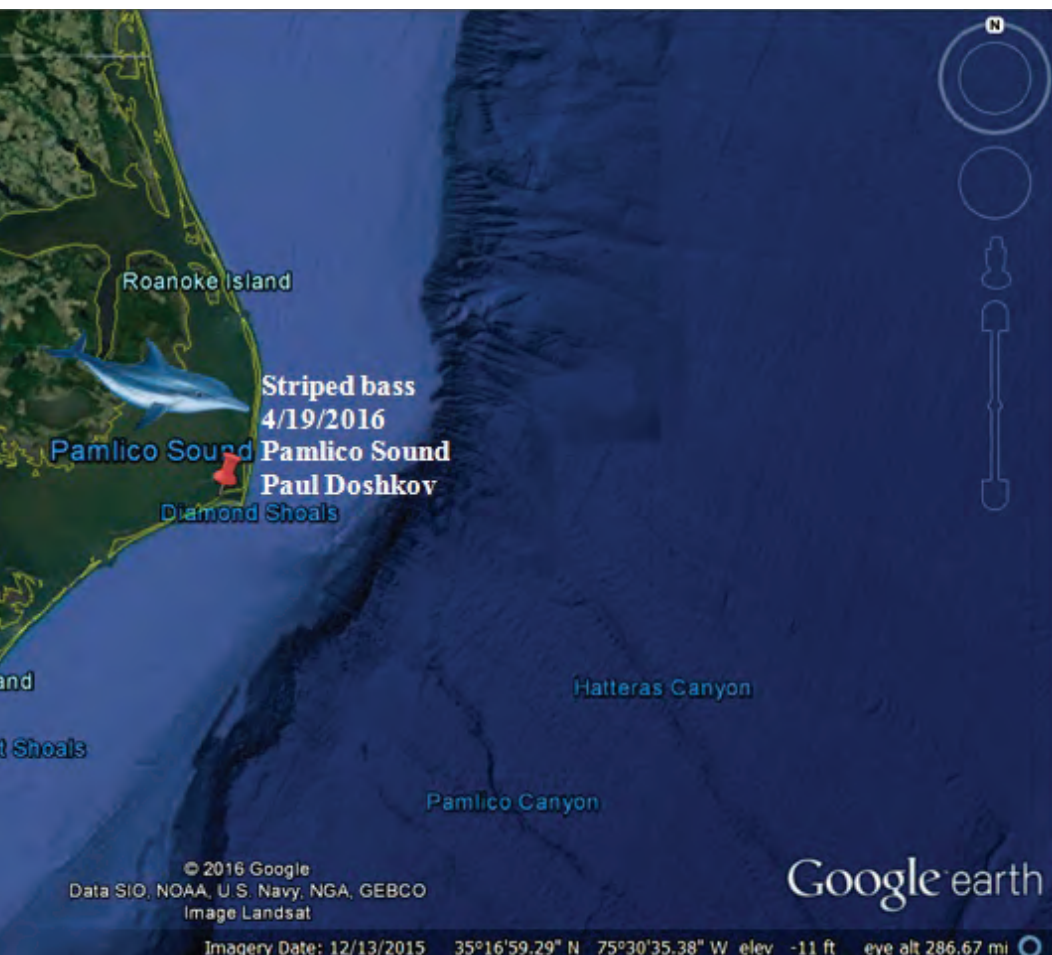 N
Roanoke Island
Striped bass
4/19/2016
Pamlico Sound
Pamlico Sound
Paul Doshkov
Diamond Shoals
and
t Shoals
Hatteras Canyon
Pamlico Canyon
© 2016 Google
Data SIO, NOAA, U.S. Navy, NGA, GEBCO
Image Landsat
Google earth
Imagery Date: 12/13/2015 35°16'59.29" N 75°30'35.38" W elev -11 ft eye alt 286.67 mi